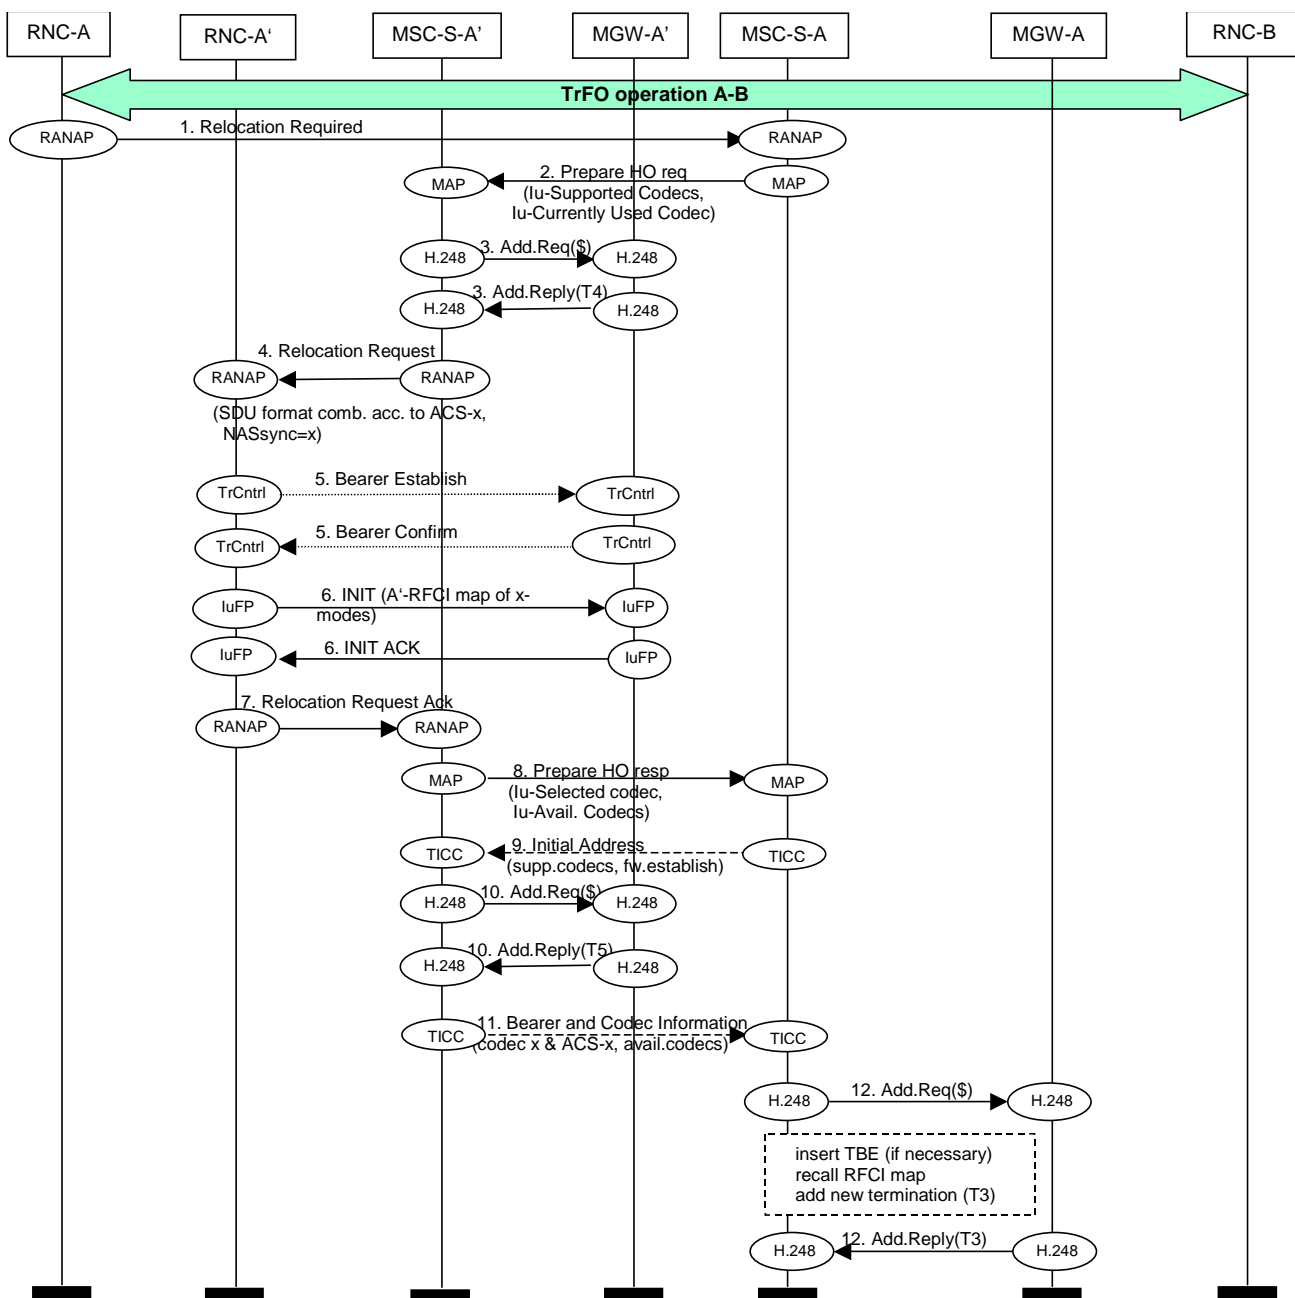 RNC-A
RNC-A‘
MSC-S-A’
MGW-A’
MSC-S-A
MGW-A
RNC-B
TrFO operation A-B
RANAP
1. Relocation Required
RANAP
MAP
2. Prepare HO req
(Iu-Supported Codecs,
Iu-Currently Used Codec)
MAP
H.248
3. Add.Req($)
H.248
H.248
3. Add.Reply(T4)
H.248
4. Relocation Request
RANAP
RANAP
(SDU format comb. acc. to ACS-x,
NASsync=x)
TrCntrl
5. Bearer Establish
TrCntrl
TrCntrl
5. Bearer Confirm
TrCntrl
IuFP
6. INIT (A‘-RFCI map of x-
modes)
IuFP
IuFP
6. INIT ACK
IuFP
7. Relocation Request Ack
RANAP
RANAP
MAP
8. Prepare HO resp
(Iu-Selected codec,
Iu-Avail. Codecs)
MAP
TICC
9. Initial Address
(supp.codecs, fw.establish)
TICC
H.248
10. Add.Req($)
H.248
H.248
10. Add.Reply(T5)
H.248
TICC
11. Bearer and Codec Information
(codec x & ACS-x, avail.codecs)
TICC
H.248
12. Add.Req($)
H.248
insert TBE (if necessary)
recall RFCI map
add new termination (T3)
H.248
12. Add.Reply(T3)
H.248